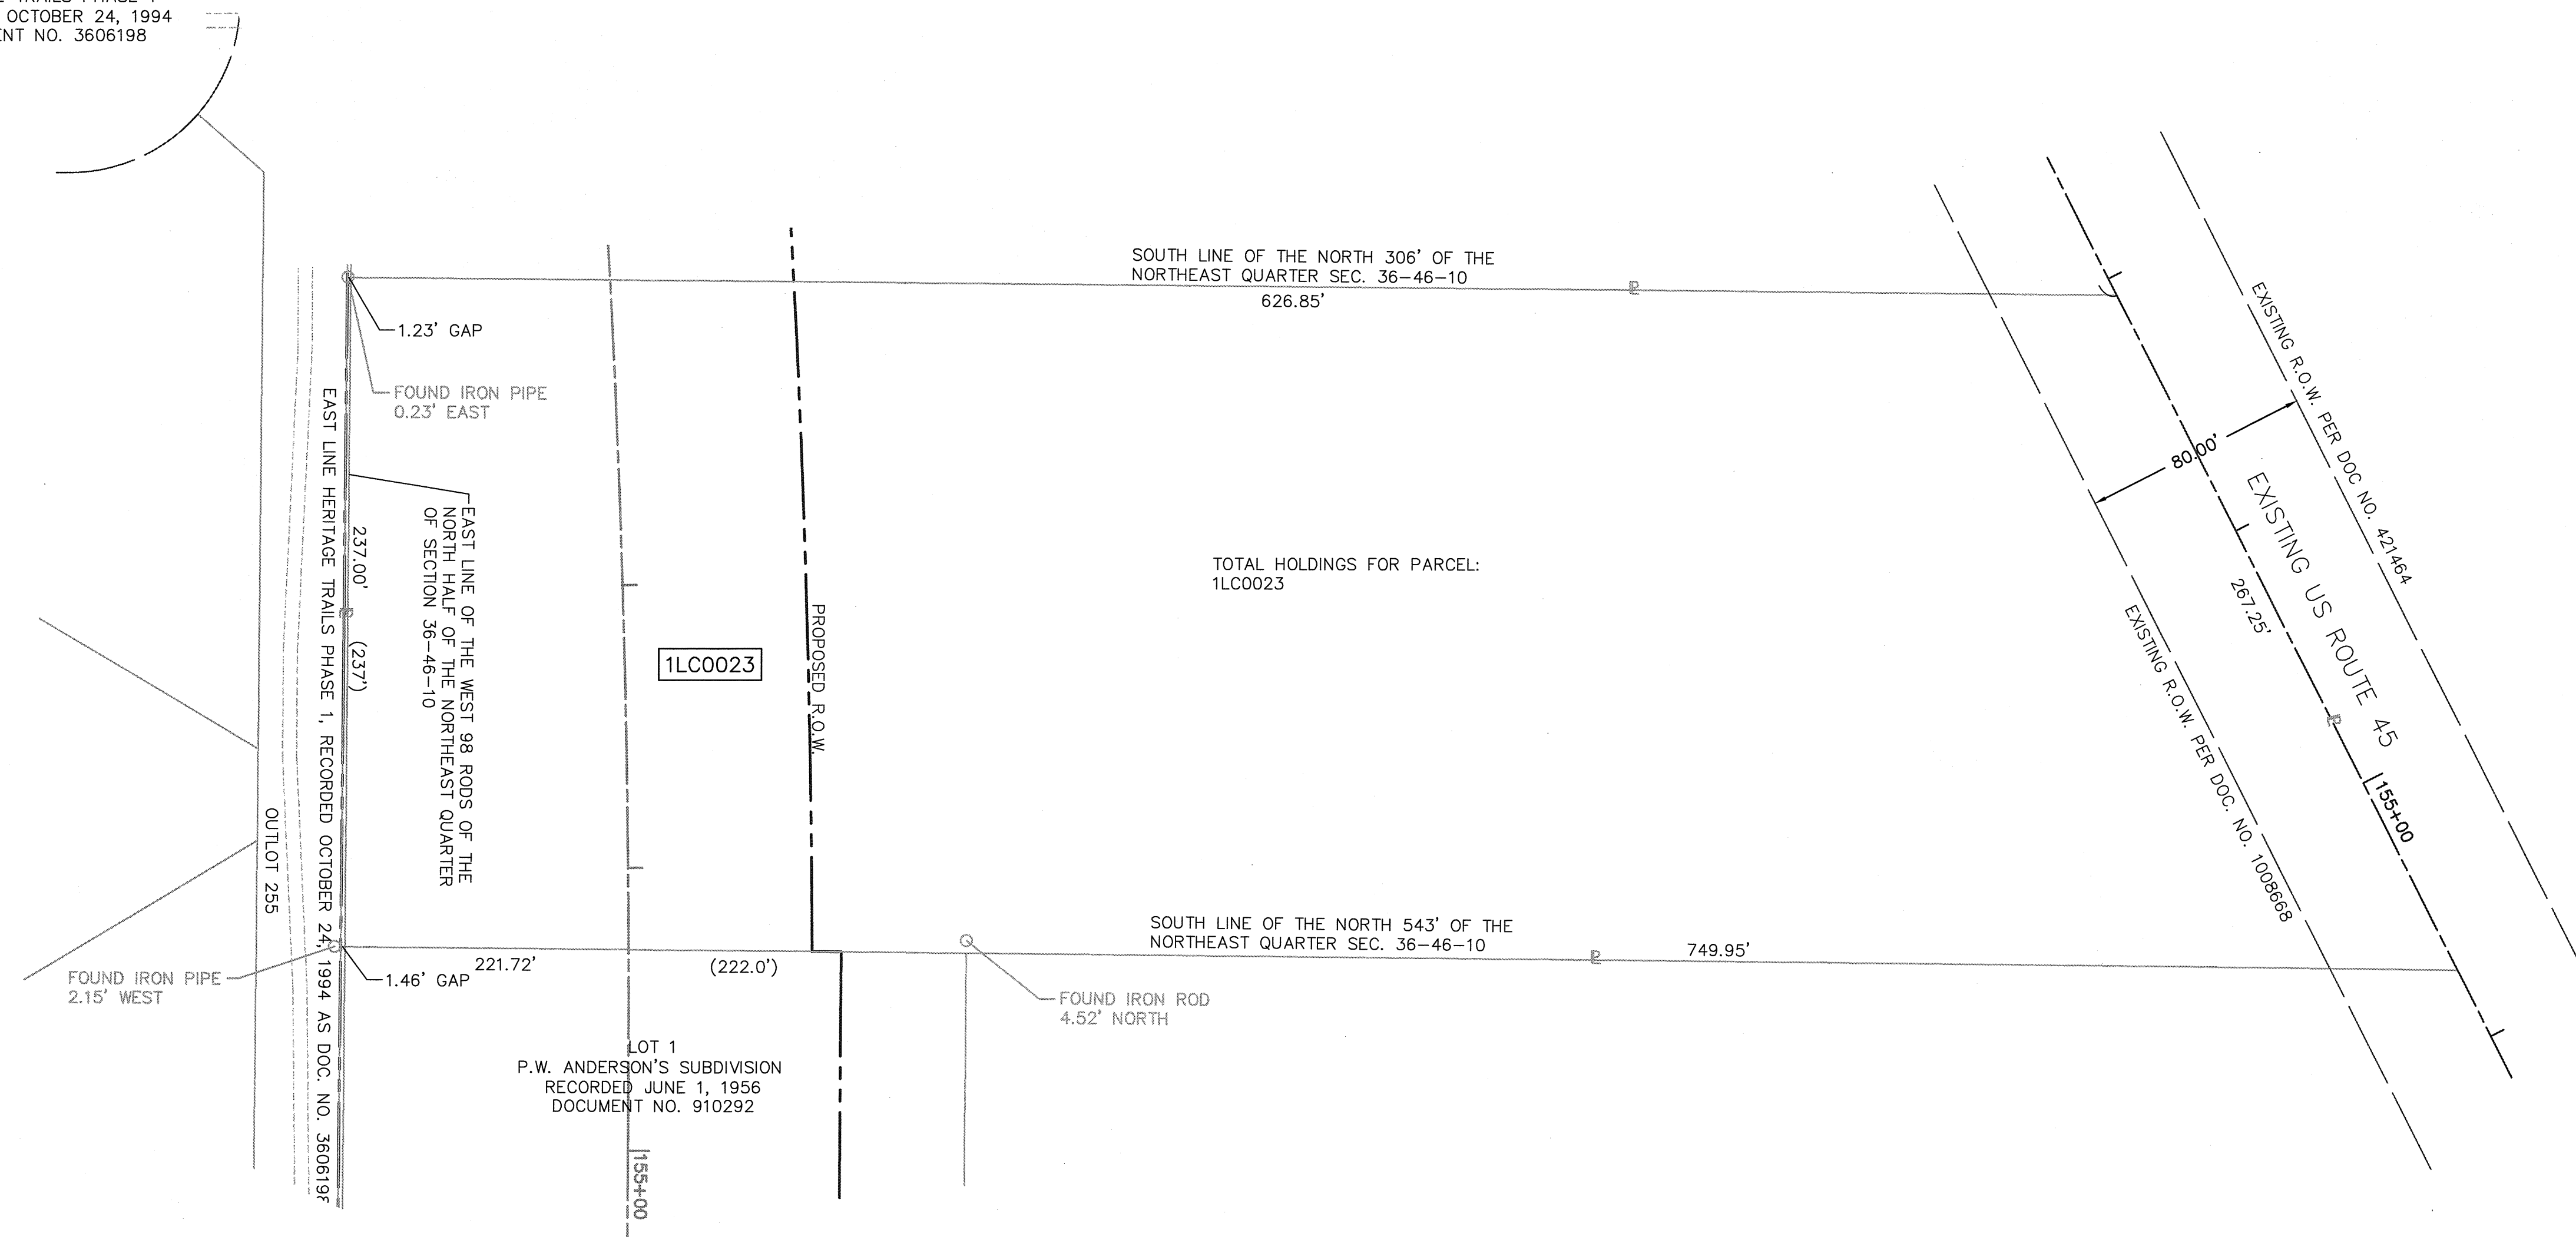 OCTOBER 24, 1994
NO. 3606198
SOUTH LINE OF THE NORTH 306' OF THE
NORTHEAST QUARTER SEC. 36-46-10
626.85'
1.23' GAP
FOUND IRON PIPE
0.23' EAST
EAST LINE HERITAGE TRAILS PHASE 1, RECORDED OCTOBER 24, 1994 AS DOC. NO. 3606198
237.00'
(237')
EAST LINE OF THE WEST 98 RODS OF THE
NORTH HALF OF THE NORTHEAST QUARTER
OF SECTION 36-46-10
1LC0023
PROPOSED R.O.W.
TOTAL HOLDINGS FOR PARCEL:
1LC0023
EXISTING R.O.W. PER DOC NO. 421464
80.00'
EXISTING US ROUTE 45
267.25'
155+00
EXISTING R.O.W. PER DOC. NO. 1008668
OUTLOT 255
SOUTH LINE OF THE NORTH 543' OF THE
NORTHEAST QUARTER SEC. 36-46-10
749.95'
221.72'
(222.0')
1.46' GAP
FOUND IRON PIPE
2.15' WEST
FOUND IRON ROD
4.52' NORTH
LOT 1
P.W. ANDERSON'S SUBDIVISION
RECORDED JUNE 1, 1956
DOCUMENT NO. 910292
155+00